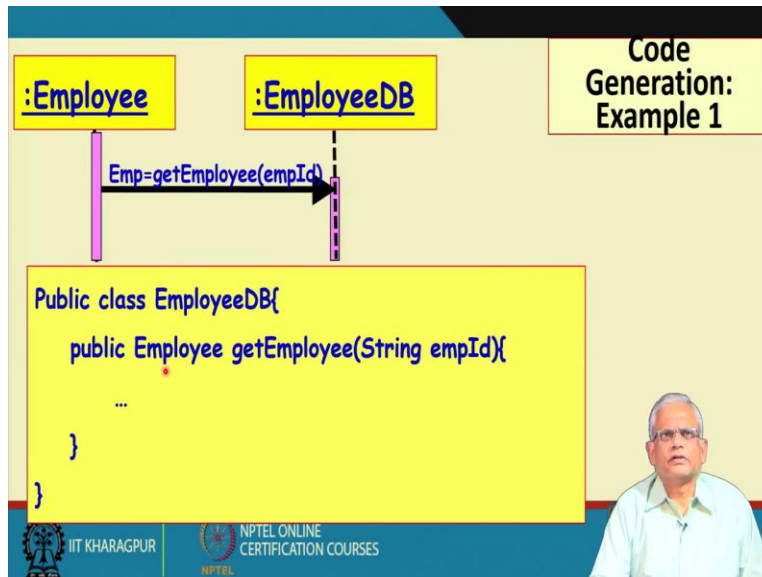 Code
Generation:
Example 1
:Employee
:EmployeeDB
Emp=getEmployee(empId)
Public class EmployeeDB{
public Employee getEmployee(String empId){
...
}
}
IIT KHARAGPUR
NPTEL
NPTEL ONLINE
CERTIFICATION COURSES